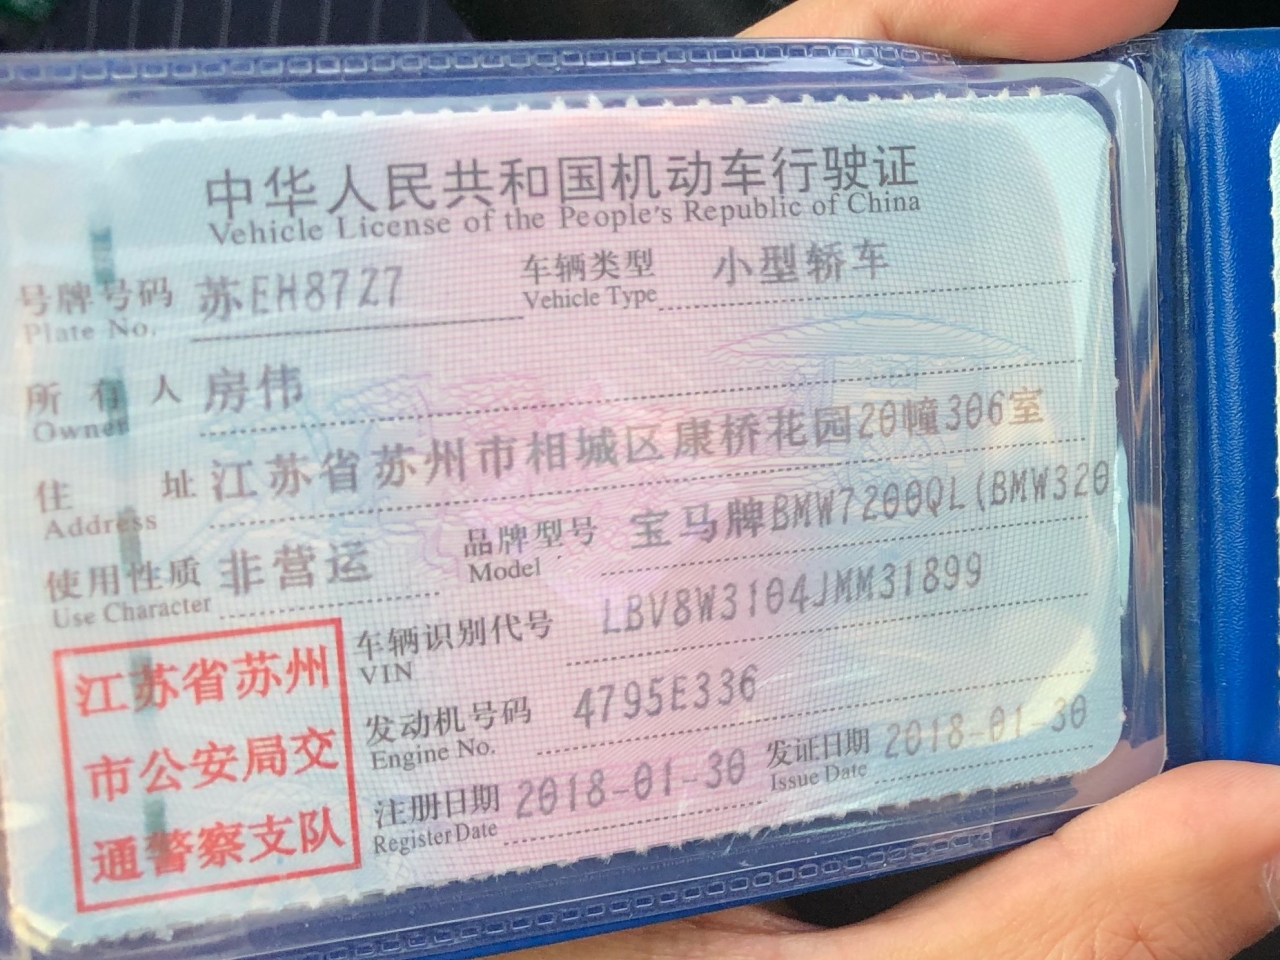 中华人民共和国机动车行驶证
Vehicle License of the People's Republic of China
号牌号码 苏EH87Z7 车辆类型 小型轿车
Plate No. Vehicle Type
所有人 房伟
Owner
住址 江苏省苏州市相城区康桥花园20幢306室
Address
使用性质 非营运 品牌型号 宝马牌BMW7200QL(BMW320
Use Character Model
车辆识别代号 LBV8W3104JMM31899
VIN
发动机号码 4795E336
Engine No.
注册日期 2018-01-30 发证日期 2018-01-30
Register Date Issue Date
江苏省苏州
市公安局交
通警察支队